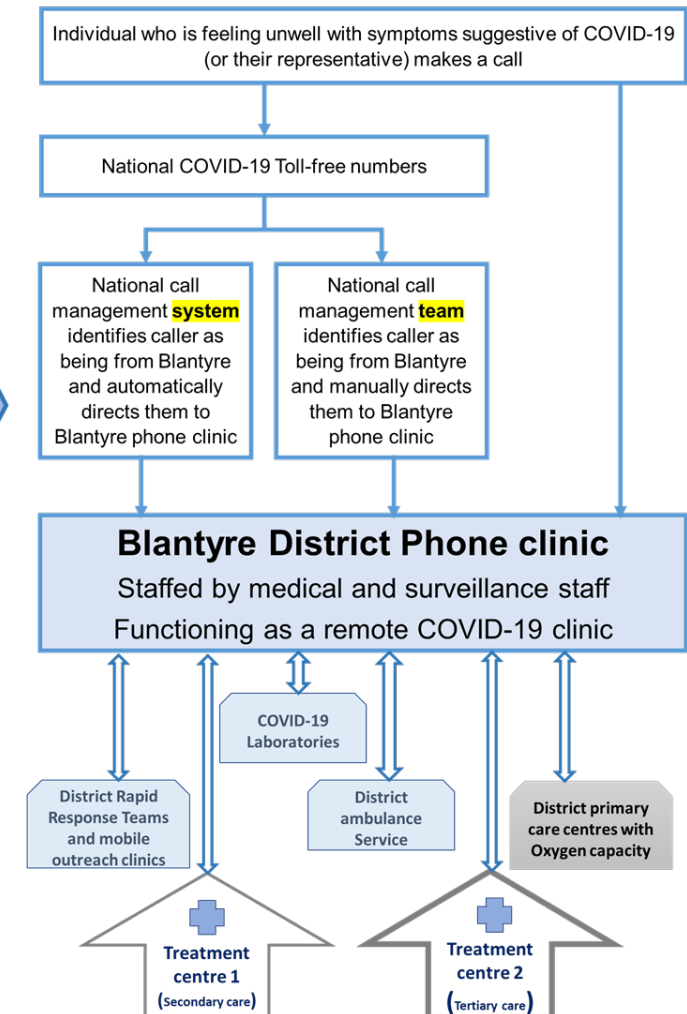 Individual who is feeling unwell with symptoms suggestive of COVID-19
(or their representative) makes a call
National COVID-19 Toll-free numbers
National call
management system
identifies caller as
being from Blantyre
and automatically
directs them to
Blantyre phone clinic
National call
management team
identifies caller as
being from Blantyre
and manually directs
them to Blantyre
phone clinic
Blantyre District Phone clinic
Staffed by medical and surveillance staff
Functioning as a remote COVID-19 clinic
COVID-19
Laboratories
District Rapid
Response Teams
and mobile
outreach clinics
District
ambulance
Service
District primary
care centres with
Oxygen capacity
Treatment
centre 1
(Secondary care)
Treatment
centre 2
(Tertiary care)